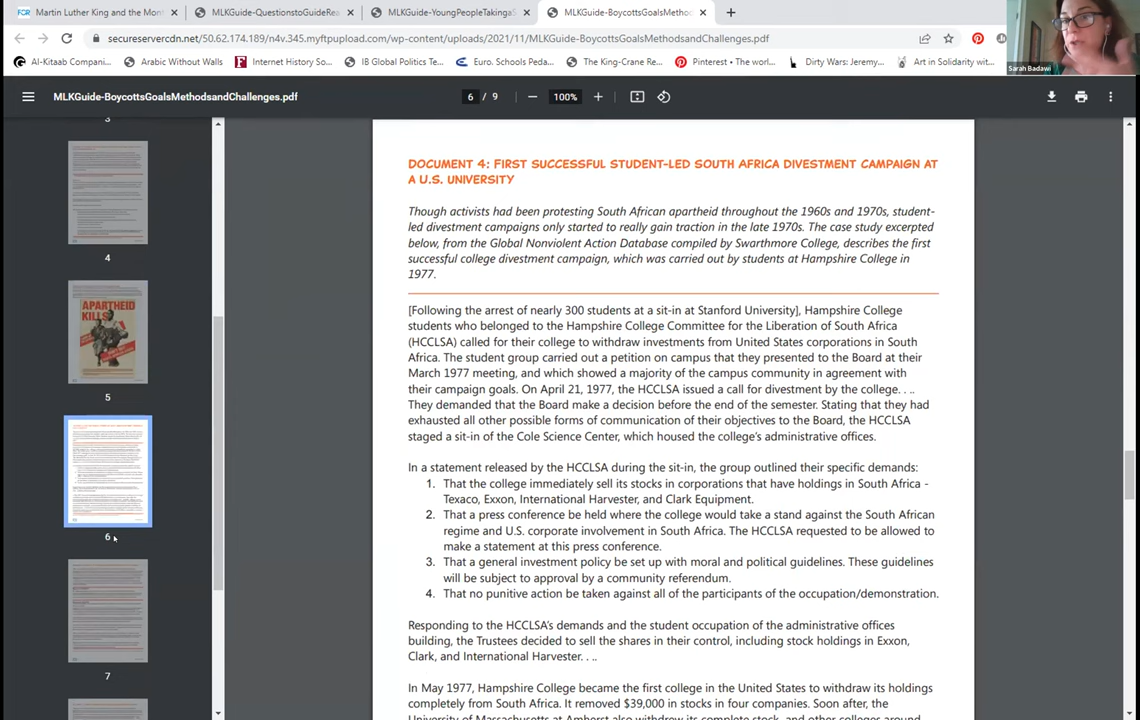 Martin Luther King and the Mont
MLKGuide-QuestionstoGuideRea
MLKGuide-YoungPeopleTakinga
MLKGuide-BoycottsGoalsMethod
secureservercdn.net/50.62.174.189/n4v.345.myftpupload.com/wp-content/uploads/2021/11/MLKGuide-BoycottsGoalsMethodsandChallenges.pdf
Sarah Badawi
Al-Kitaab Compani...
Arabic Without Walls
Internet History So...
IB Global Politics Te...
Euro. Schools Peda...
The King-Crane Re...
Pinterest • The worl...
Dirty Wars: Jeremy...
Art in Solidarity wit...
MLKGuide-BoycottsGoalsMethodsandChallenges.pdf
6 / 9
100%
3
4
APARTHEID
KILLS
5
6
7
DOCUMENT 4: FIRST SUCCESSFUL STUDENT-LED SOUTH AFRICA DIVESTMENT CAMPAIGN AT
A U.S. UNIVERSITY
Though activists had been protesting South African apartheid throughout the 1960s and 1970s, student-
led divestment campaigns only started to really gain traction in the late 1970s. The case study excerpted
below, from the Global Nonviolent Action Database compiled by Swarthmore College, describes the first
successful college divestment campaign, which was carried out by students at Hampshire College in
1977.
[Following the arrest of nearly 300 students at a sit-in at Stanford University], Hampshire College
students who belonged to the Hampshire College Committee for the Liberation of South Africa
(HCCLSA) called for their college to withdraw investments from United States corporations in South
Africa. The student group carried out a petition on campus that they presented to the Board at their
March 1977 meeting, and which showed a majority of the campus community in agreement with
their campaign goals. On April 21, 1977, the HCCLSA issued a call for divestment by the college. . ..
They demanded that the Board make a decision before the end of the semester. Stating that they had
exhausted all other possible forms of communication of their objectives to the Board, the HCCLSA
staged a sit-in of the Cole Science Center, which housed the college's administrative offices.
In a statement released by the HCCLSA during the sit-in, the group outlined their specific demands:
1. That the college immediately sell its stocks in corporations that have holdings in South Africa -
Texaco, Exxon, International Harvester, and Clark Equipment.
2. That a press conference be held where the college would take a stand against the South African
regime and U.S. corporate involvement in South Africa. The HCCLSA requested to be allowed to
make a statement at this press conference.
3. That a general investment policy be set up with moral and political guidelines. These guidelines
will be subject to approval by a community referendum.
4. That no punitive action be taken against all of the participants of the occupation/demonstration.
Responding to the HCCLSA's demands and the student occupation of the administrative offices
building, the Trustees decided to sell the shares in their control, including stock holdings in Exxon,
Clark, and International Harvester. . ..
In May 1977, Hampshire College became the first college in the United States to withdraw its holdings
completely from South Africa. It removed $39,000 in stocks in four companies. Soon after, the
University of Massachusetts at Amherst also withdrew its complete stock, and other colleges around